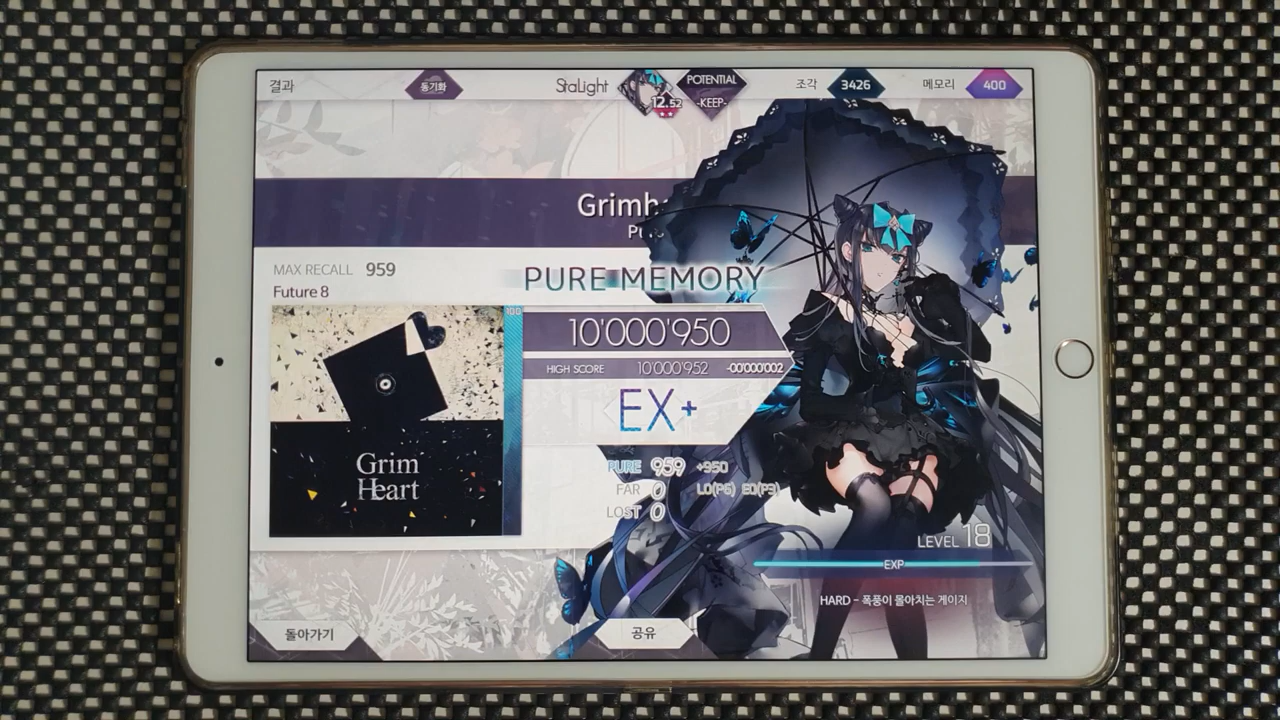 결과
동기화
StaLight
12.52
POTENTIAL
-KEEP-
조각 3426
메모리 400
MAX RECALL 959
Future 8
PURE MEMORY
100
10'000'950
HIGH SCORE 10'000'952 -00'000'002
EX+
Grim
Heart
PURE 959 +950
FAR 0 L0(P6) E0(P3)
LOST 0
LEVEL 18
EXP
HARD - 폭풍이 몰아치는 게이지
돌아가기
공유